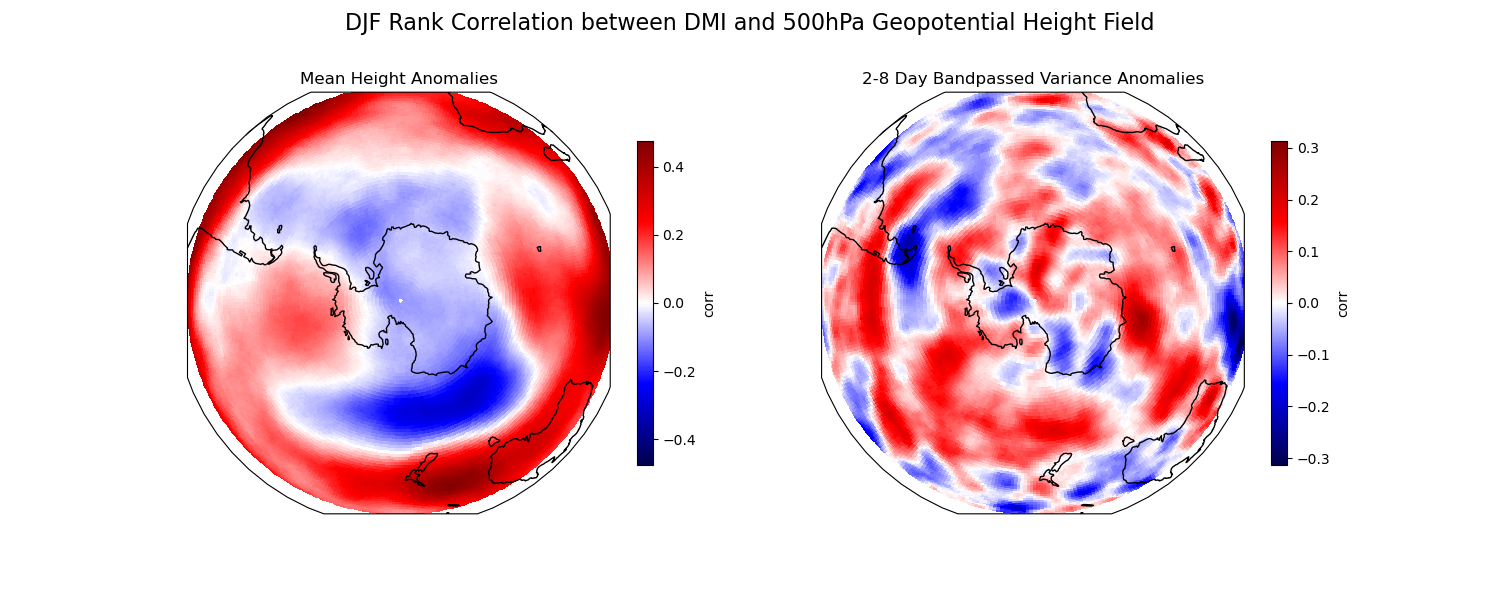 DJF Rank Correlation between DMI and 500hPa Geopotential Height Field
Mean Height Anomalies
2-8 Day Bandpassed Variance Anomalies
0.4
0.2
0.0
−0.2
−0.4
corr
0.3
0.2
0.1
0.0
−0.1
−0.2
−0.3
corr